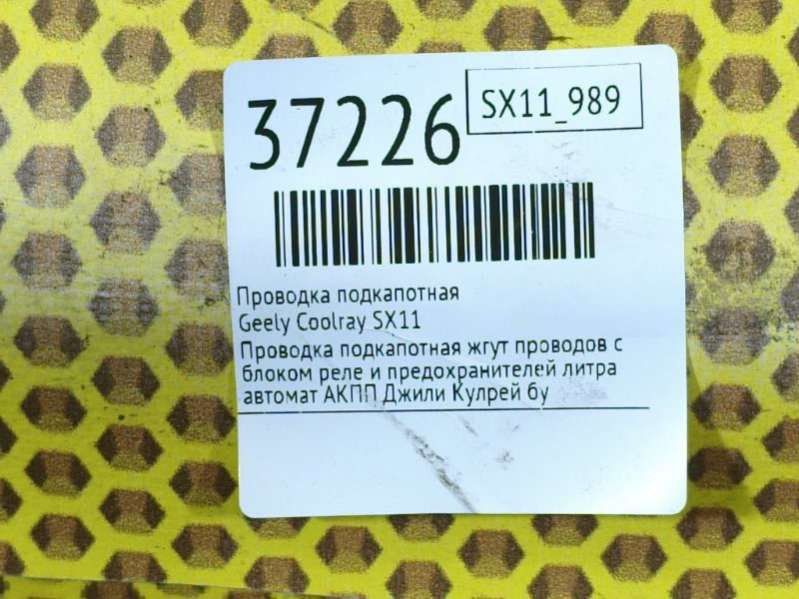 37226
SX11_989
Проводка подкапотная
Geely Coolray SX11
Проводка подкапотная жгут проводов с
блоком реле и предохранителей литра
автомат АКПП Джили Кулрей бу